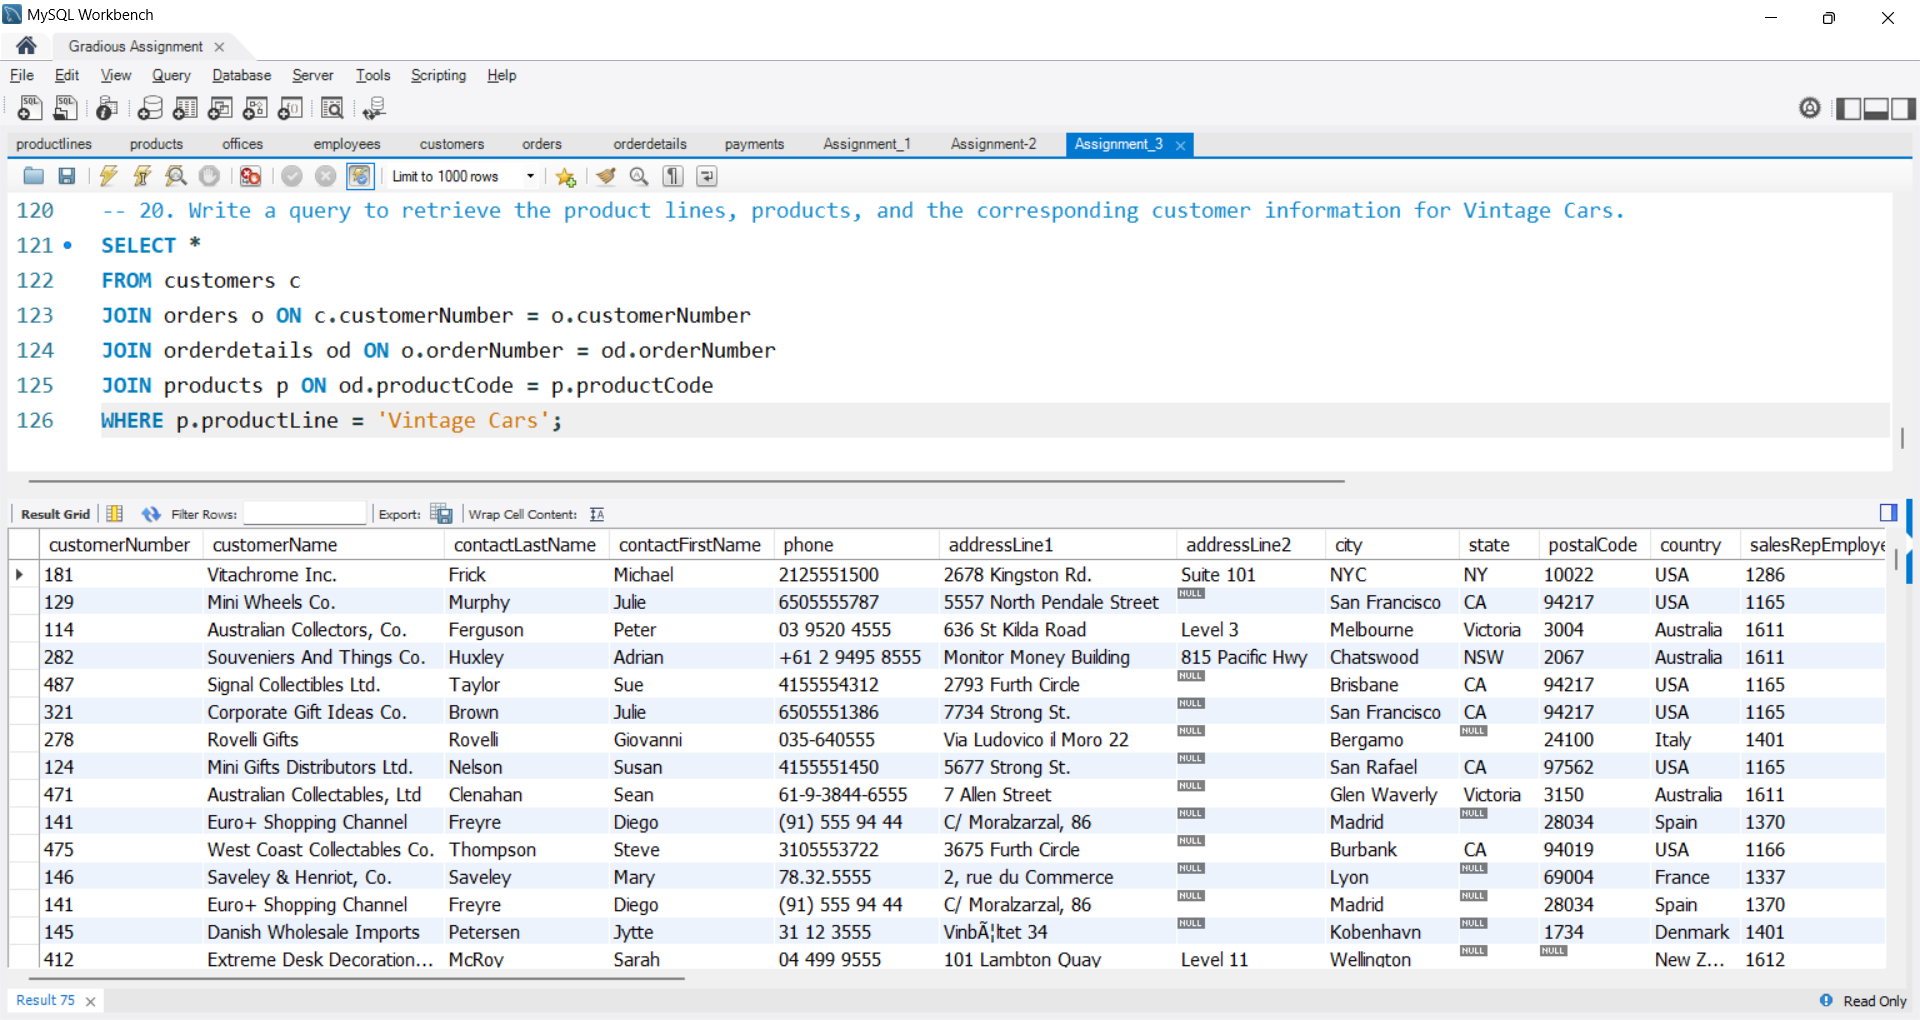 MySQL Workbench
Gradious Assignment
File Edit View Query Database Server Tools Scripting Help
productlines products offices employees customers orders orderdetails payments Assignment_1 Assignment-2 Assignment_3
Limit to 1000 rows
120 -- 20. Write a query to retrieve the product lines, products, and the corresponding customer information for Vintage Cars.
121 SELECT *
122 FROM customers c
123 JOIN orders o ON c.customerNumber = o.customerNumber
124 JOIN orderdetails od ON o.orderNumber = od.orderNumber
125 JOIN products p ON od.productCode = p.productCode
126 WHERE p.productLine = 'Vintage Cars';
Result Grid Filter Rows: Export: Wrap Cell Content:
customerNumber customerName contactLastName contactFirstName phone addressLine1 addressLine2 city state postalCode country salesRepEmploye
181 Vitachrome Inc. Frick Michael 2125551500 2678 Kingston Rd. Suite 101 NYC NY 10022 USA 1286
129 Mini Wheels Co. Murphy Julie 6505555787 5557 North Pendale Street NULL San Francisco CA 94217 USA 1165
114 Australian Collectors, Co. Ferguson Peter 03 9520 4555 636 St Kilda Road Level 3 Melbourne Victoria 3004 Australia 1611
282 Souveniers And Things Co. Huxley Adrian +61 2 9495 8555 Monitor Money Building 815 Pacific Hwy Chatswood NSW 2067 Australia 1611
487 Signal Collectibles Ltd. Taylor Sue 4155554312 2793 Furth Circle NULL Brisbane CA 94217 USA 1165
321 Corporate Gift Ideas Co. Brown Julie 6505551386 7734 Strong St. NULL San Francisco CA 94217 USA 1165
278 Rovelli Gifts Rovelli Giovanni 035-640555 Via Ludovico il Moro 22 NULL Bergamo NULL 24100 Italy 1401
124 Mini Gifts Distributors Ltd. Nelson Susan 4155551450 5677 Strong St. NULL San Rafael CA 97562 USA 1165
471 Australian Collectables, Ltd Clenahan Sean 61-9-3844-6555 7 Allen Street NULL Glen Waverly Victoria 3150 Australia 1611
141 Euro+ Shopping Channel Freyre Diego (91) 555 94 44 C/ Moralzarzal, 86 NULL Madrid NULL 28034 Spain 1370
475 West Coast Collectables Co. Thompson Steve 3105553722 3675 Furth Circle NULL Burbank CA 94019 USA 1166
146 Saveley & Henriot, Co. Saveley Mary 78.32.5555 2, rue du Commerce NULL Lyon NULL 69004 France 1337
141 Euro+ Shopping Channel Freyre Diego (91) 555 94 44 C/ Moralzarzal, 86 NULL Madrid NULL 28034 Spain 1370
145 Danish Wholesale Imports Petersen Jytte 31 12 3555 VinbÃ¦ltet 34 NULL Kobenhavn NULL 1734 Denmark 1401
412 Extreme Desk Decoration... McRoy Sarah 04 499 9555 101 Lambton Quay Level 11 Wellington NULL NULL New Z... 1612
Result 75 Read Only